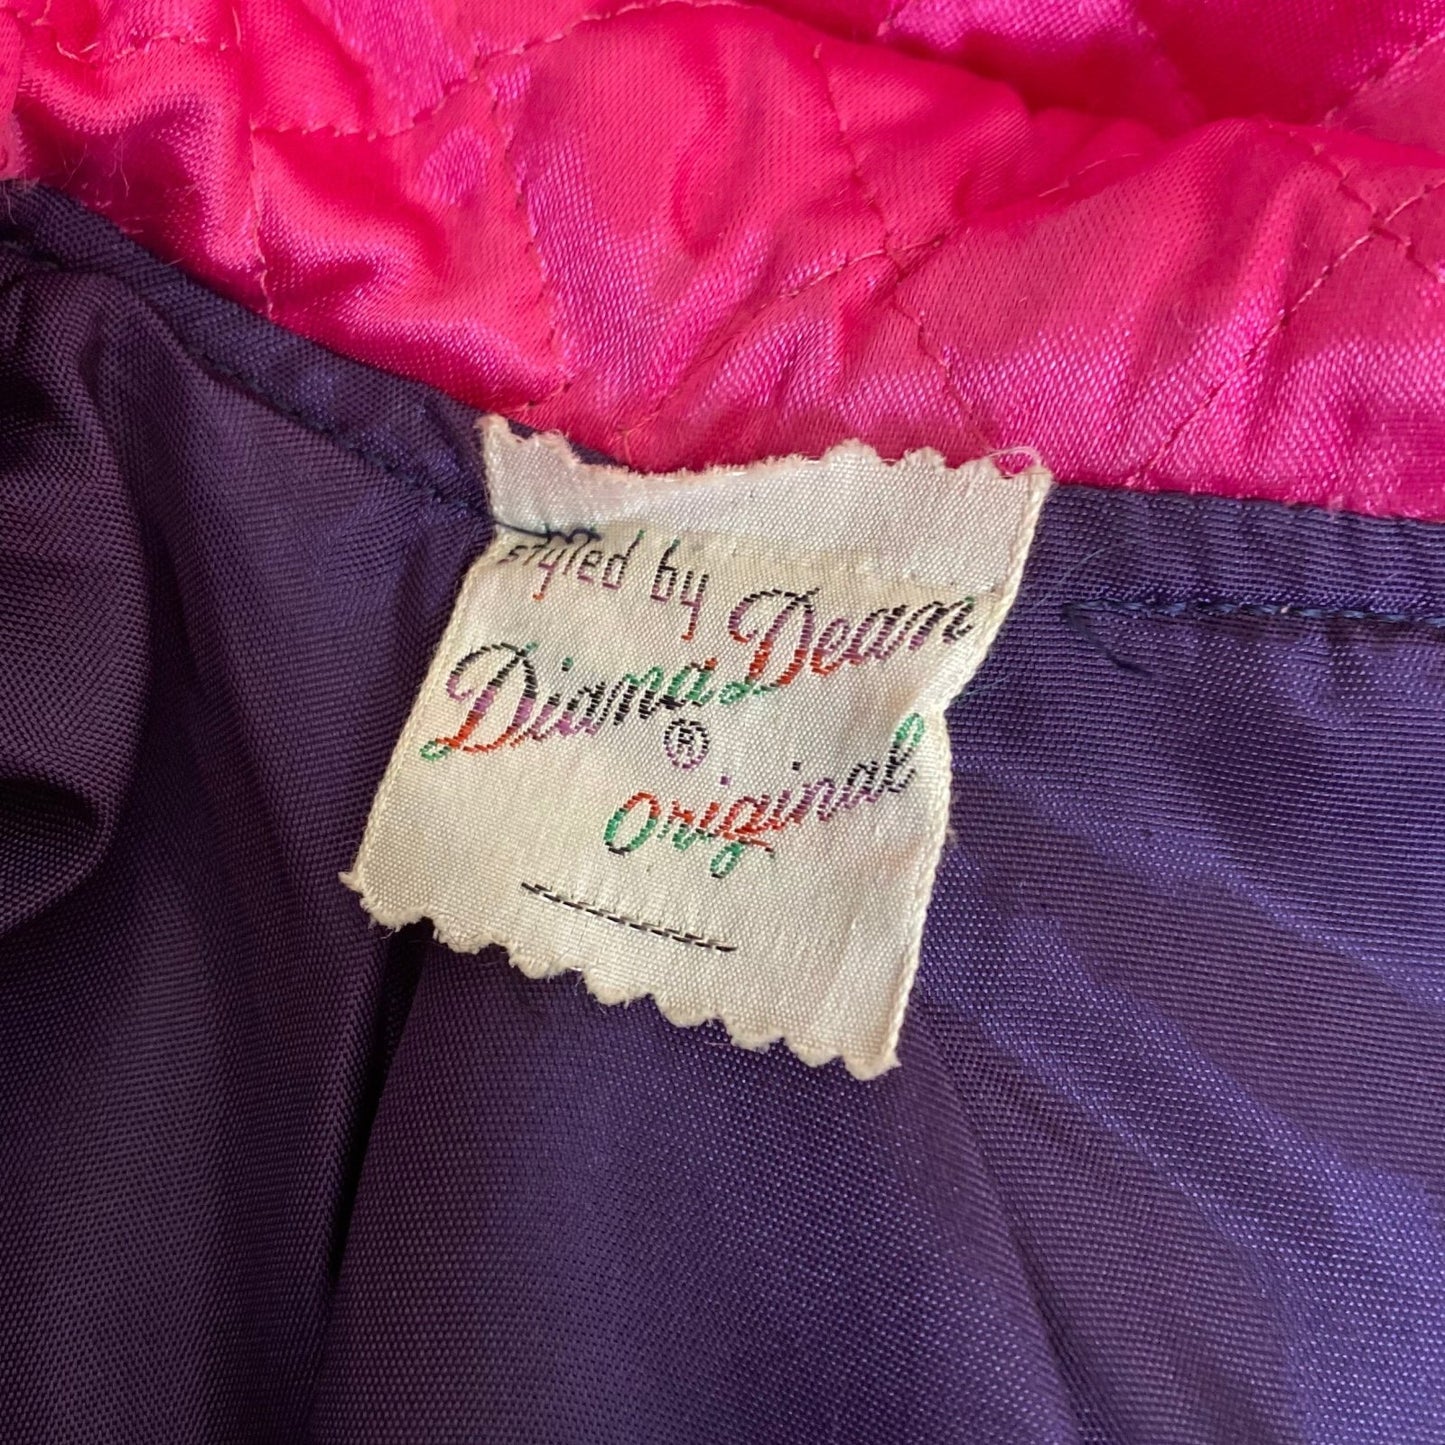 styled by
Diana Dean
®
Original